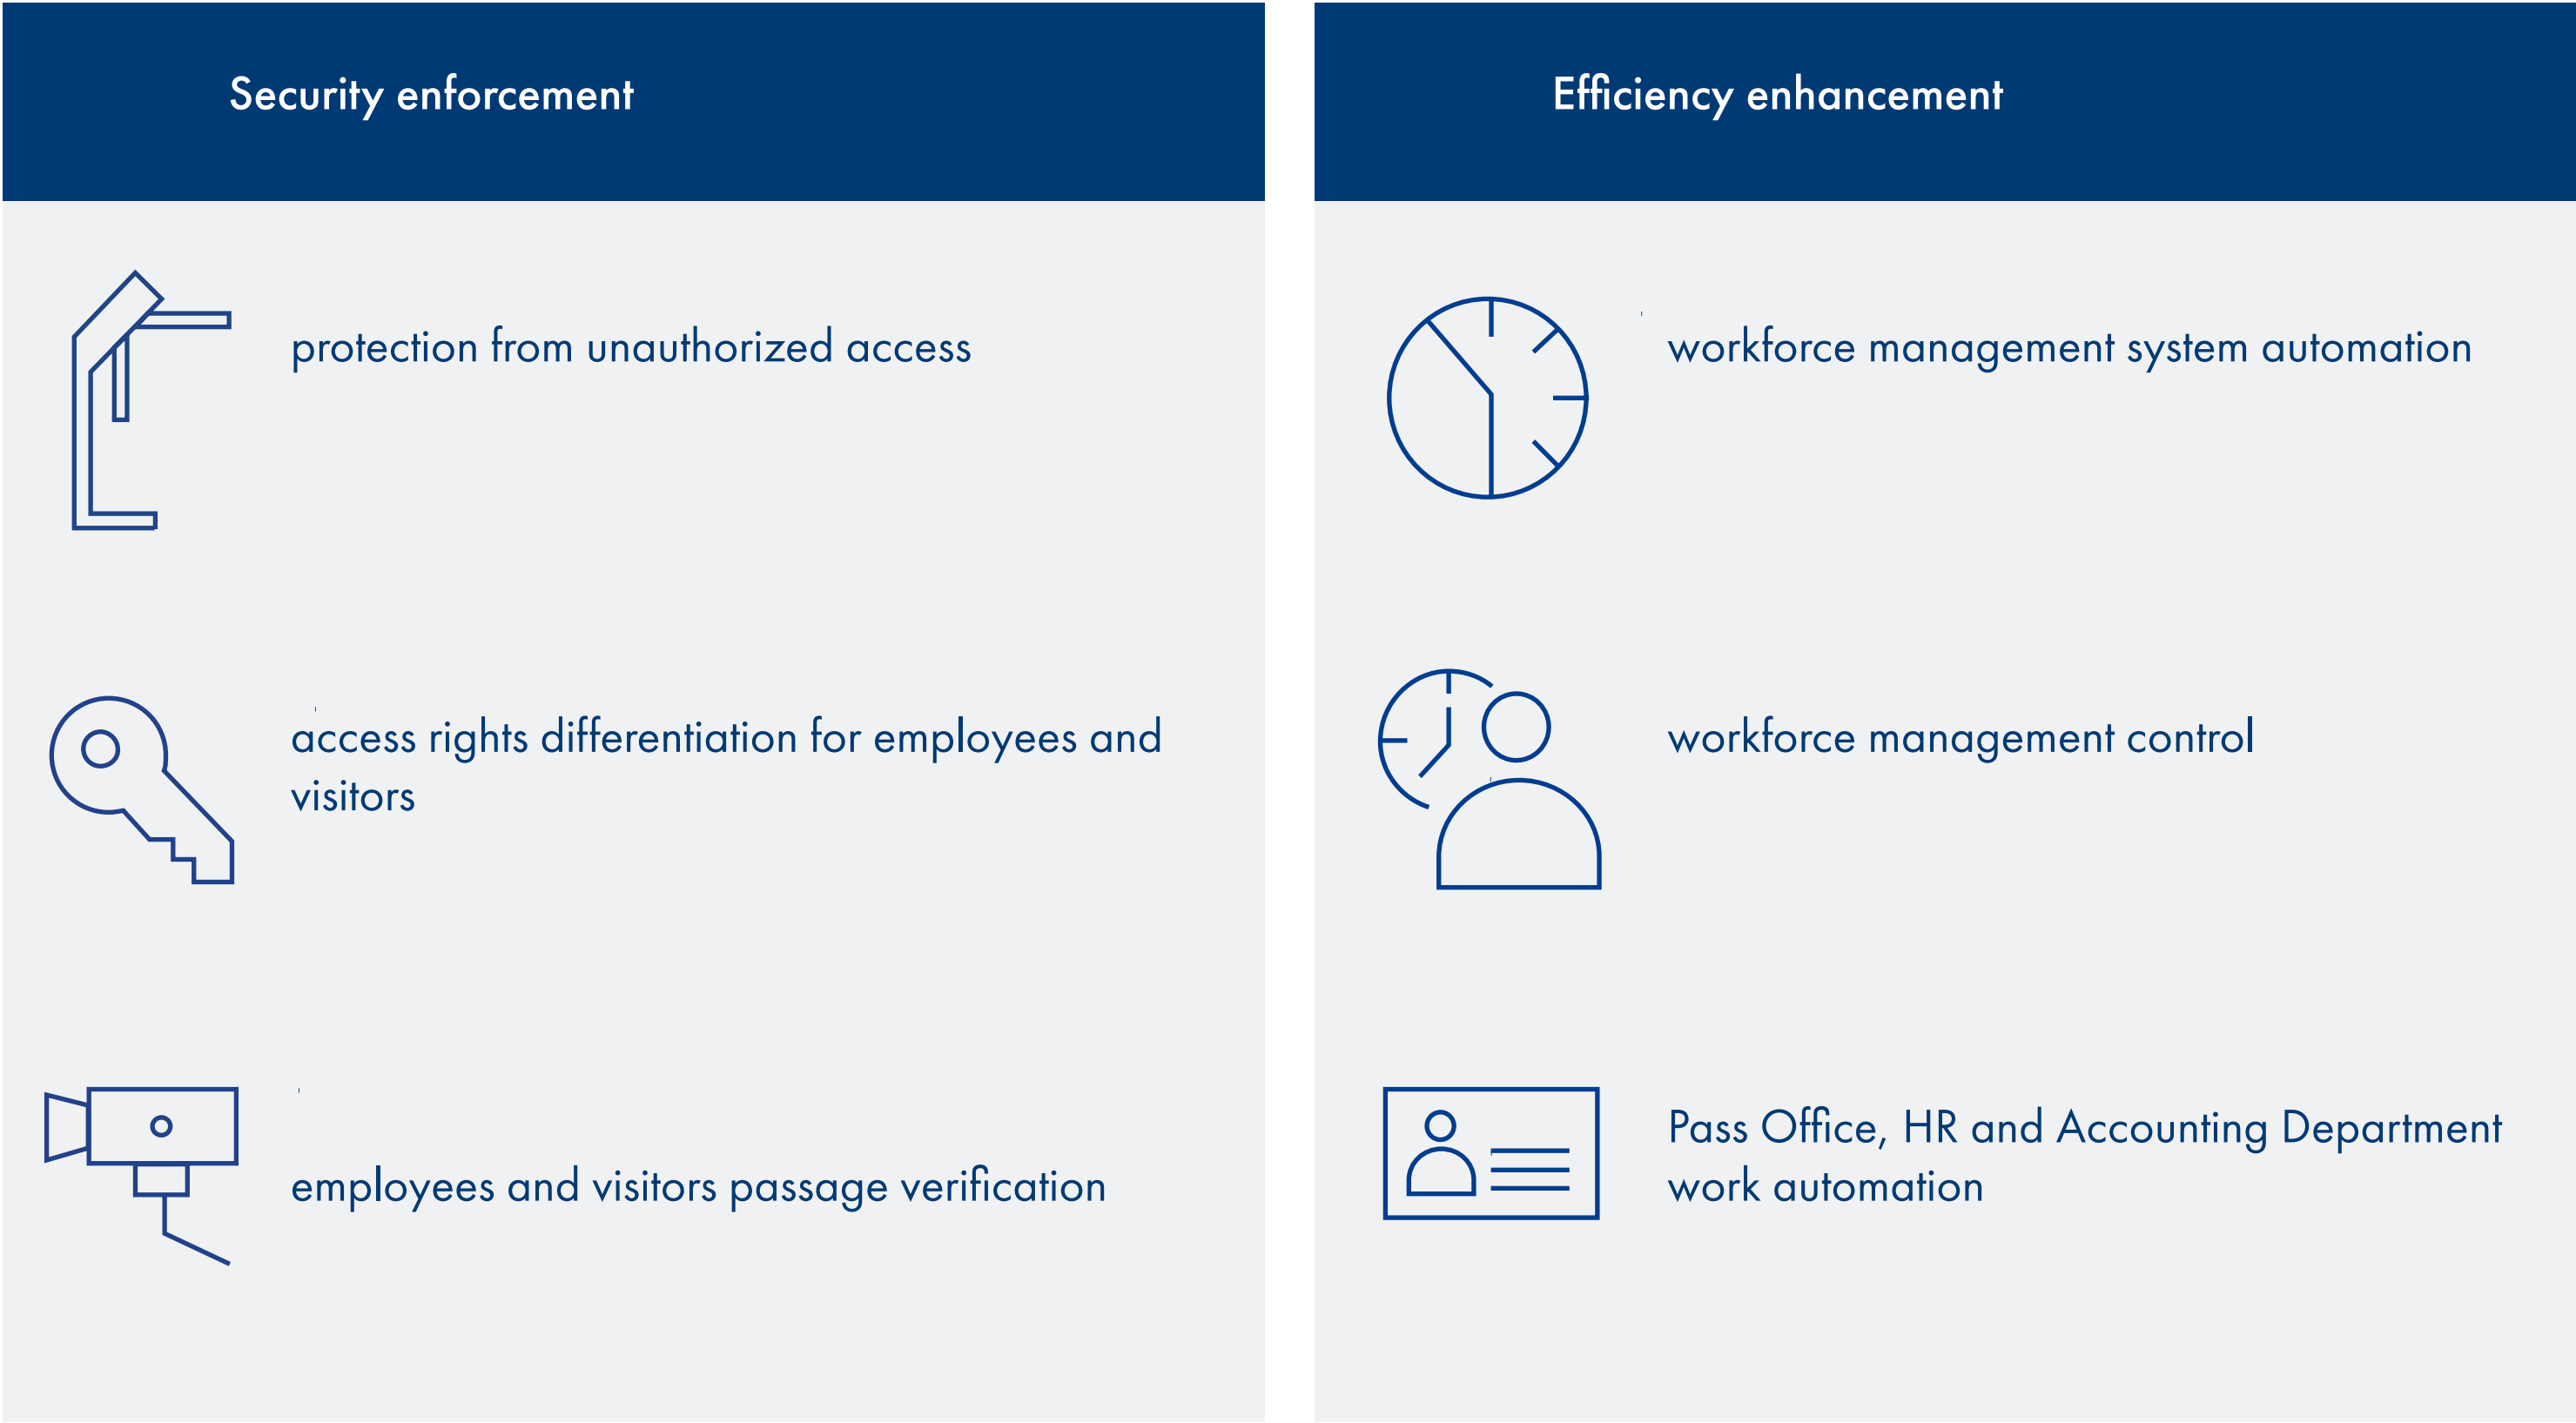 Security enforcement
protection from unauthorized access
access rights differentiation for employees and
visitors
employees and visitors passage verification
Efficiency enhancement
workforce management system automation
workforce management control
Pass Office, HR and Accounting Department
work automation